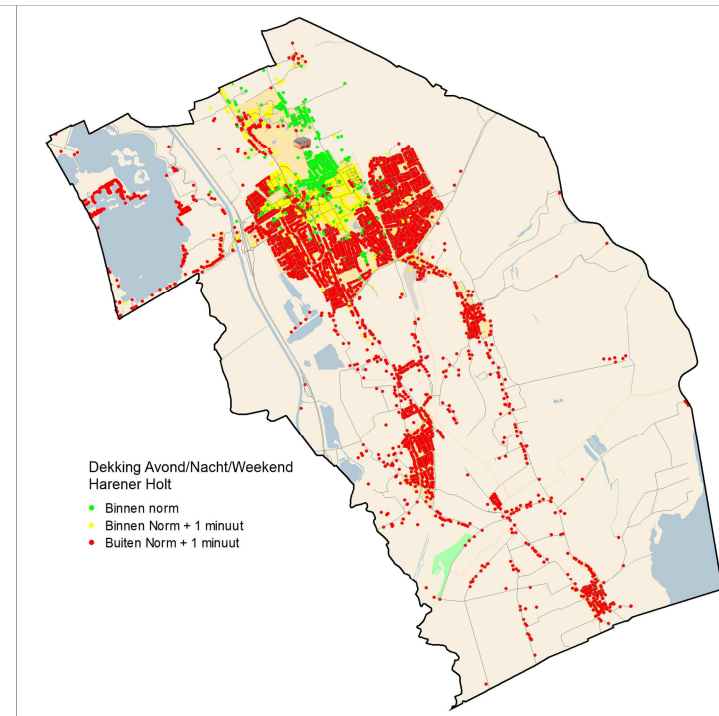 Dekking Avond/Nacht/Weekend
Harener Holt
Binnen norm
Binnen Norm + 1 minuut
Buiten Norm + 1 minuut